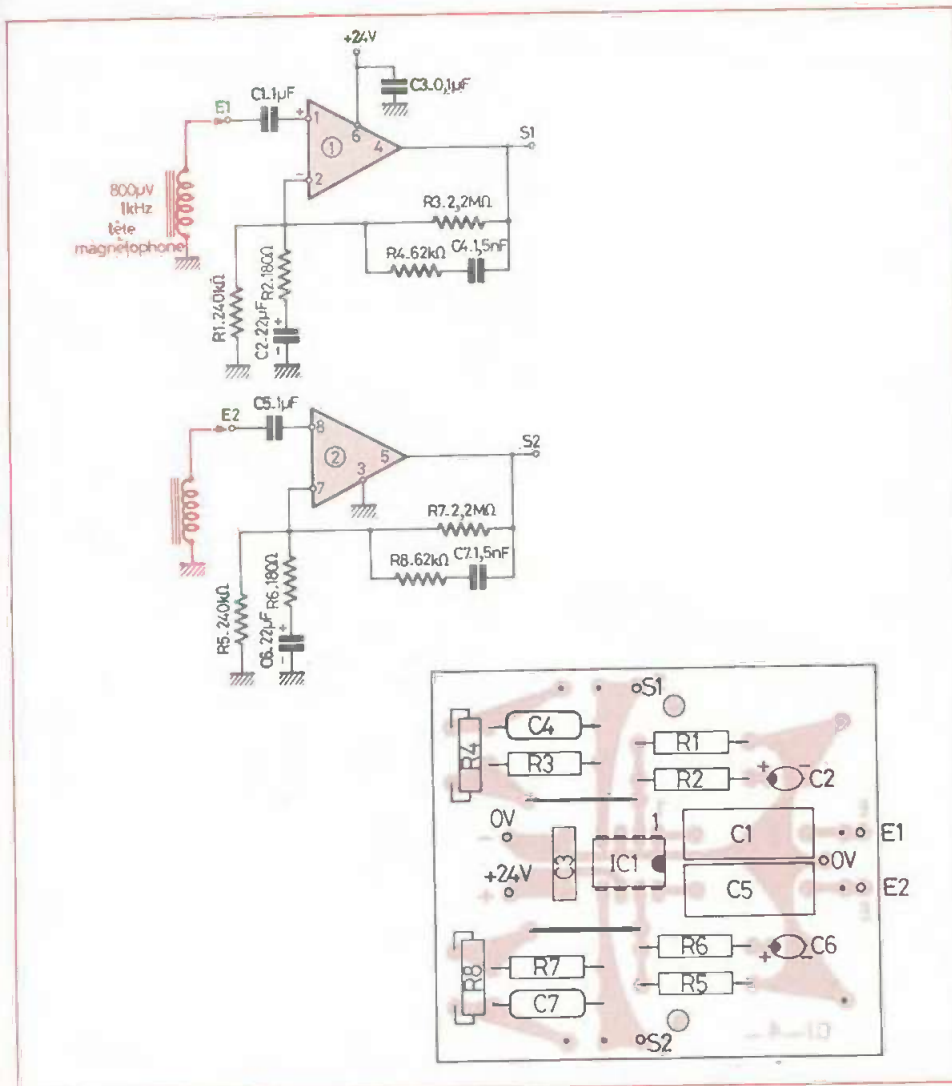 +24V
C3.0,1µF
C1.1µF
E1
+
1
6
①
4
S1
−
2
800µV
1kHz
tête
magnétophone
R3.2,2MΩ
R4.62kΩ
C4.1,5nF
R1.240kΩ
R2.180Ω
C2.22µF
+
E2
C5.1µF
8
②
5
3
7
S2
R7.2,2MΩ
R8.62kΩ
C7.1,5nF
R5.240kΩ
R6.180Ω
C6.22µF
+
-
S1
C4
R1
R4
R3
R2
+
-
C2
0V
−
1
C1
E1
C3
IC1
0V
+24V
+
C5
E2
R8
R7
R6
+
-
C6
C7
R5
S2